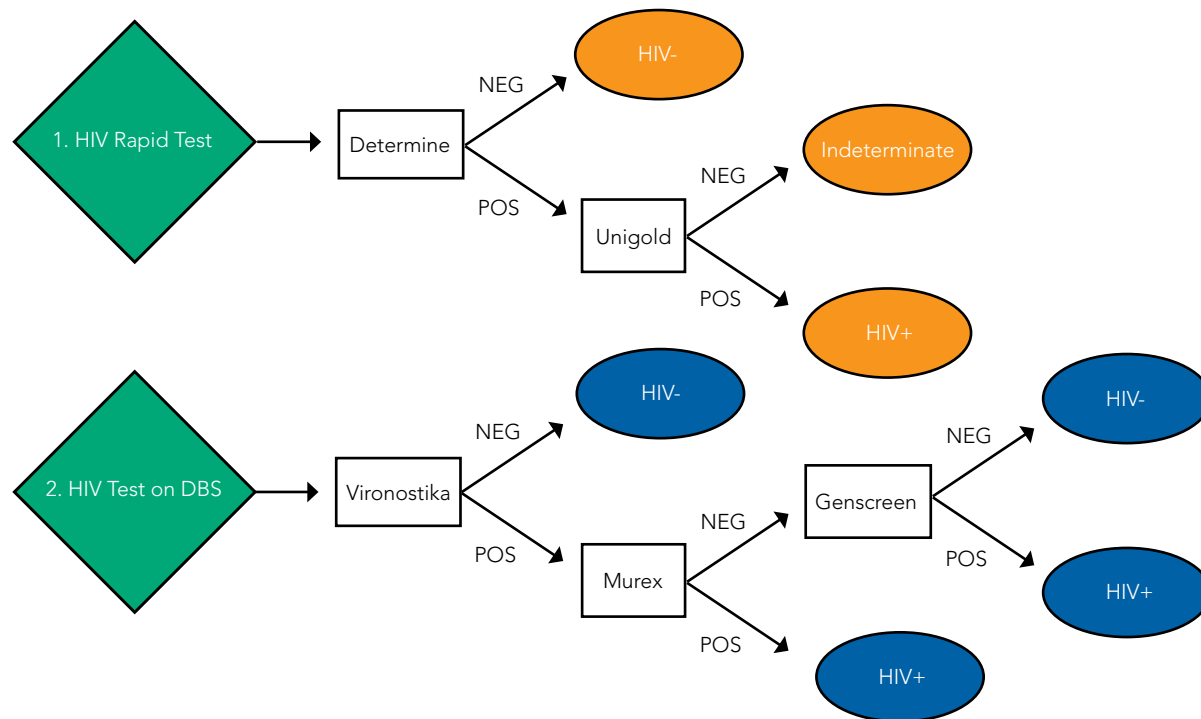 HIV-
NEG
1. HIV Rapid Test
Determine
Indeterminate
NEG
POS
Unigold
POS
HIV+
HIV-
HIV-
NEG
2. HIV Test on DBS
Vironostika
NEG
Genscreen
POS
POS
Murex
HIV+
POS
HIV+